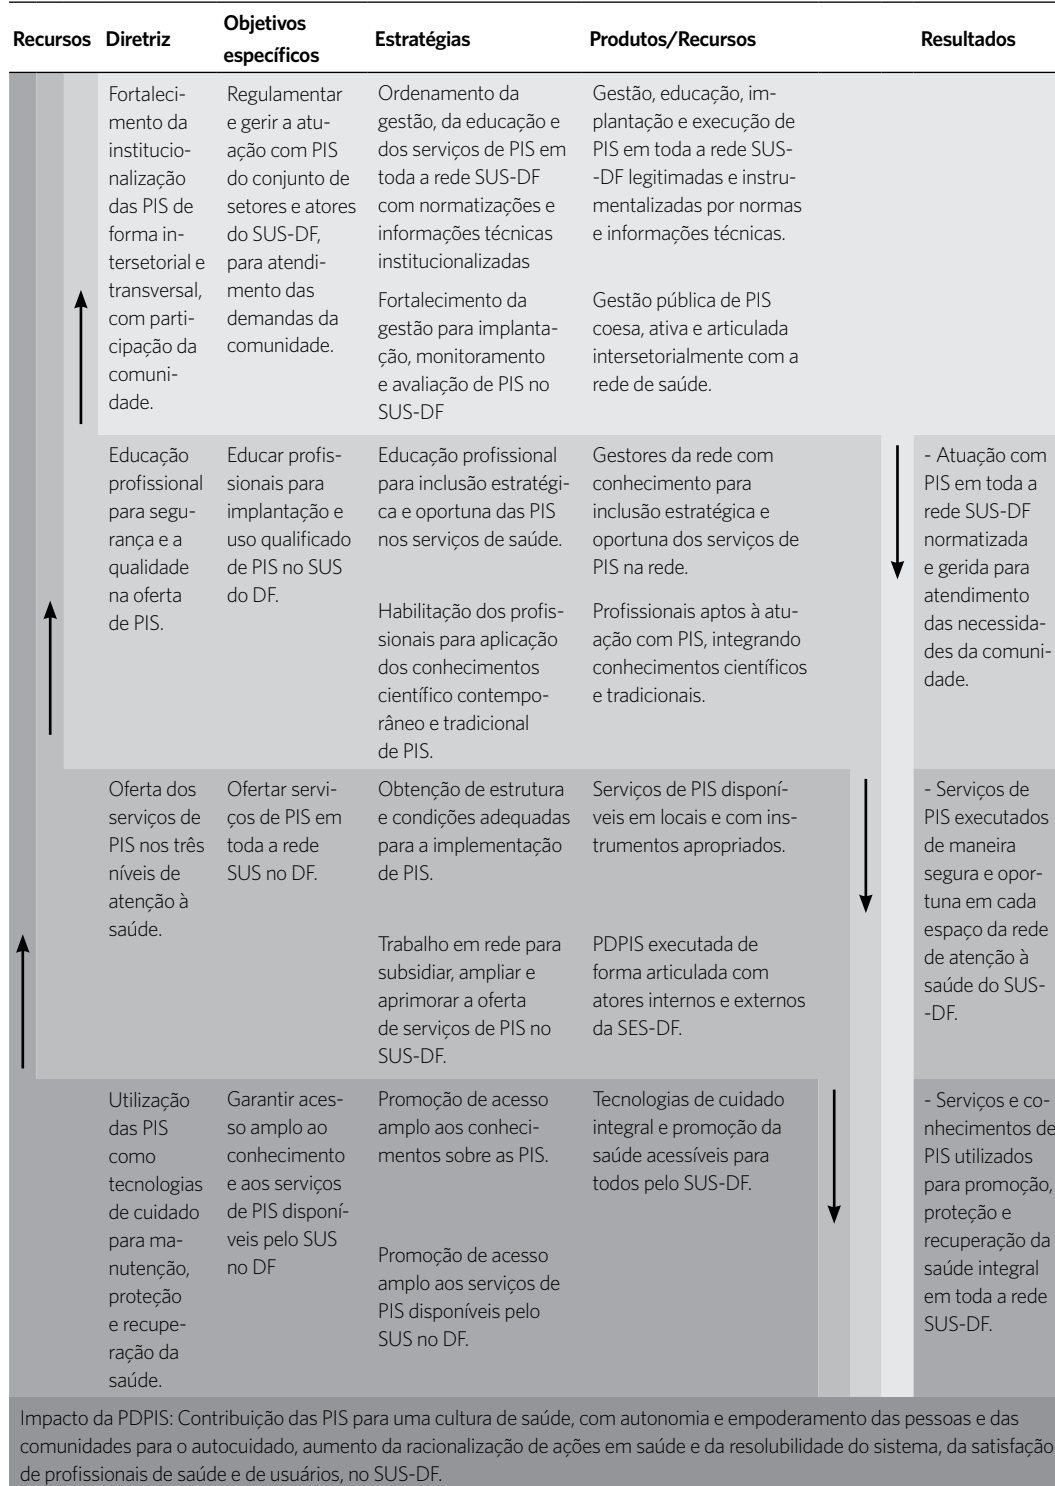 Recursos Diretriz Objetivos específicos Estratégias Produtos/Recursos Resultados
Fortaleci-
mento da
institucio-
nalização
das PIS de
forma in-
tersetorial e
transversal,
com parti-
cipação da
comuni-
dade.
Regulamentar
e gerir a atu-
ação com PIS
do conjunto de
setores e atores
do SUS-DF,
para atendi-
mento das
demandas da
comunidade.
Ordenamento da
gestão, da educação e
dos serviços de PIS em
toda a rede SUS-DF
com normatizações e
informações técnicas
institucionalizadas
Gestão, educação, im-
plantação e execução de
PIS em toda a rede SUS-
-DF legitimadas e instru-
mentalizadas por normas
e informações técnicas.
Fortalecimento da
gestão para implanta-
ção, monitoramento
e avaliação de PIS no
SUS-DF
Gestão pública de PIS
coesa, ativa e articulada
intersetorialmente com a
rede de saúde.
Educação
profissional
para segu-
rança e a
qualidade
na oferta
de PIS.
Educar profis-
sionais para
implantação e
uso qualificado
de PIS no SUS
do DF.
Educação profissional
para inclusão estratégi-
ca e oportuna das PIS
nos serviços de saúde.
Gestores da rede com
conhecimento para
inclusão estratégica e
oportuna dos serviços de
PIS na rede.
Habilitação dos profis-
sionais para aplicação
dos conhecimentos
científico contempo-
râneo e tradicional
de PIS.
Profissionais aptos à atu-
ação com PIS, integrando
conhecimentos científicos
e tradicionais.
- Atuação com
PIS em toda a
rede SUS-DF
normatizada
e gerida para
atendimento
das necessida-
des da comuni-
dade.
Oferta dos
serviços de
PIS nos três
níveis de
atenção à
saúde.
Ofertar servi-
ços de PIS em
toda a rede
SUS no DF.
Obtenção de estrutura
e condições adequadas
para a implementação
de PIS.
Serviços de PIS disponí-
veis em locais e com ins-
trumentos apropriados.
Trabalho em rede para
subsidiar, ampliar e
aprimorar a oferta
de serviços de PIS no
SUS-DF.
PDPIS executada de
forma articulada com
atores internos e externos
da SES-DF.
- Serviços de
PIS executados
de maneira
segura e opor-
tuna em cada
espaço da rede
de atenção à
saúde do SUS-
-DF.
Utilização
das PIS
como
tecnologias
de cuidado
para ma-
nutenção,
proteção
e recupe-
ração da
saúde.
Garantir aces-
so amplo ao
conhecimento
e aos serviços
de PIS disponí-
veis pelo SUS
no DF
Promoção de acesso
amplo aos conheci-
mentos sobre as PIS.
Tecnologias de cuidado
integral e promoção da
saúde acessíveis para
todos pelo SUS-DF.
Promoção de acesso
amplo aos serviços de
PIS disponíveis pelo
SUS no DF.
- Serviços e co-
nhecimentos de
PIS utilizados
para promoção,
proteção e
recuperação da
saúde integral
em toda a rede
SUS-DF.
Impacto da PDPIS: Contribuição das PIS para uma cultura de saúde, com autonomia e empoderamento das pessoas e das
comunidades para o autocuidado, aumento da racionalização de ações em saúde e da resolubilidade do sistema, da satisfação
de profissionais de saúde e de usuários, no SUS-DF.